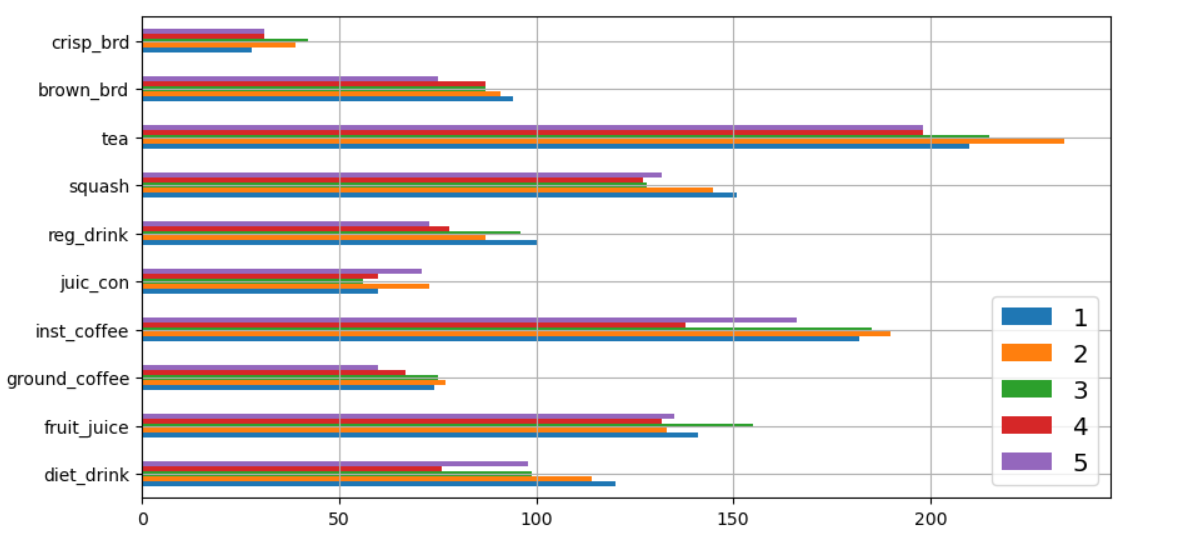 crisp_brd
brown_brd
tea
squash
reg_drink
juic_con
inst_coffee
ground_coffee
fruit_juice
diet_drink
1
2
3
4
5
0 50 100 150 200